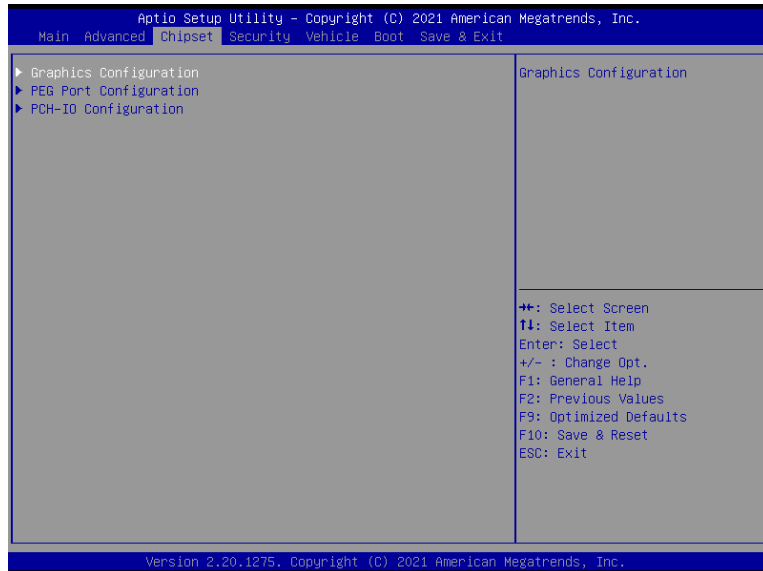 Aptio Setup Utility – Copyright (C) 2021 American Megatrends, Inc.
Main Advanced Chipset Security Vehicle Boot Save & Exit
▶ Graphics Configuration
▶ PEG Port Configuration
▶ PCH-IO Configuration
Graphics Configuration
→←: Select Screen
↑↓: Select Item
Enter: Select
+/- : Change Opt.
F1: General Help
F2: Previous Values
F9: Optimized Defaults
F10: Save & Reset
ESC: Exit
Version 2.20.1275. Copyright (C) 2021 American Megatrends, Inc.